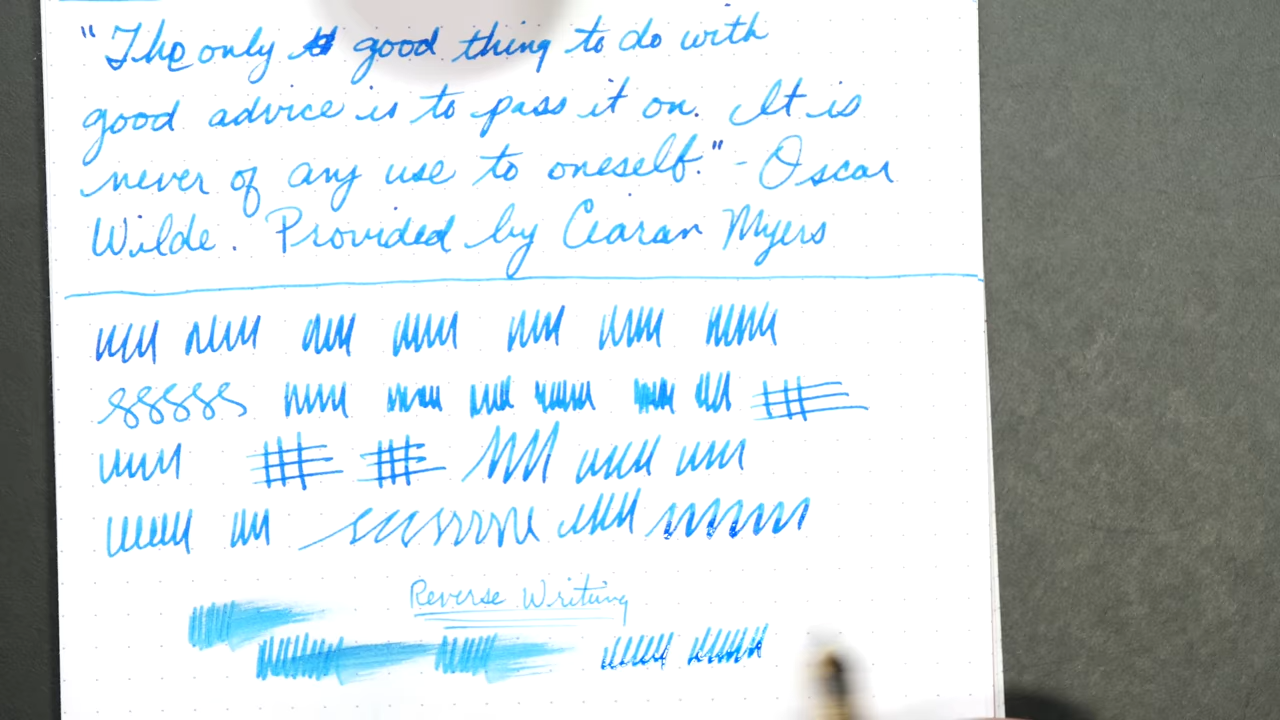 "The only good thing to do with
good advice is to pass it on. It is
never of any use to oneself." - Oscar
Wilde. Provided by Ciaran Myers
Reverse Writing